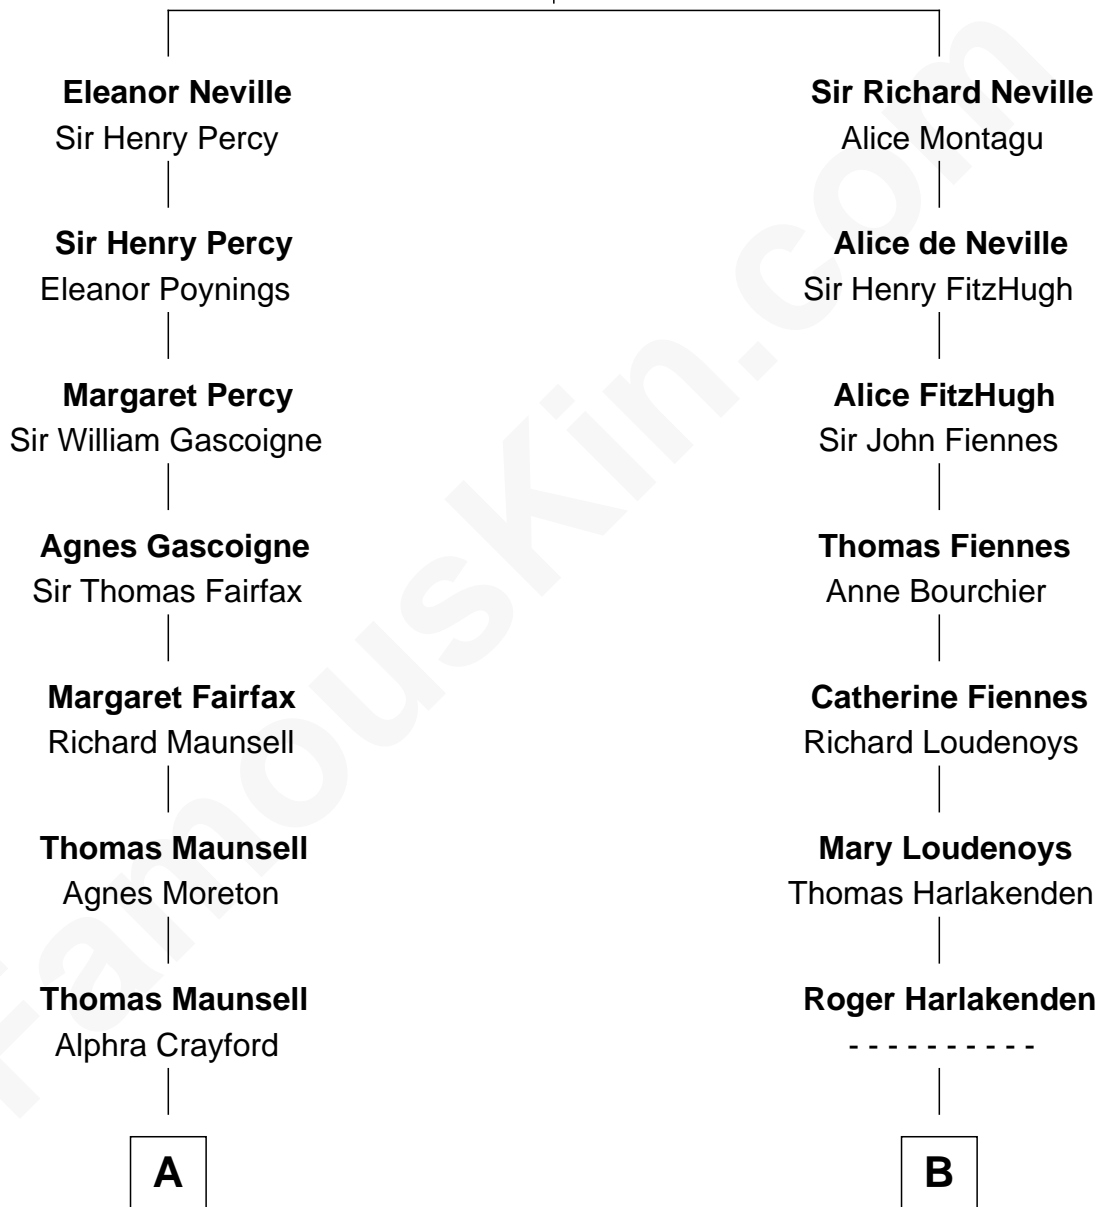 Eleanor Neville
Sir Henry Percy
Sir Henry Percy
Eleanor Poynings
Margaret Percy
Sir William Gascoigne
Agnes Gascoigne
Sir Thomas Fairfax
Margaret Fairfax
Richard Maunsell
Thomas Maunsell
Agnes Moreton
Thomas Maunsell
Alphra Crayford
A
Sir Richard Neville
Alice Montagu
Alice de Neville
Sir Henry FitzHugh
Alice FitzHugh
Sir John Fiennes
Thomas Fiennes
Anne Bourchier
Catherine Fiennes
Richard Loudenoys
Mary Loudenoys
Thomas Harlakenden
Roger Harlakenden
- - - - - - - - - -
B
FamousKin.com